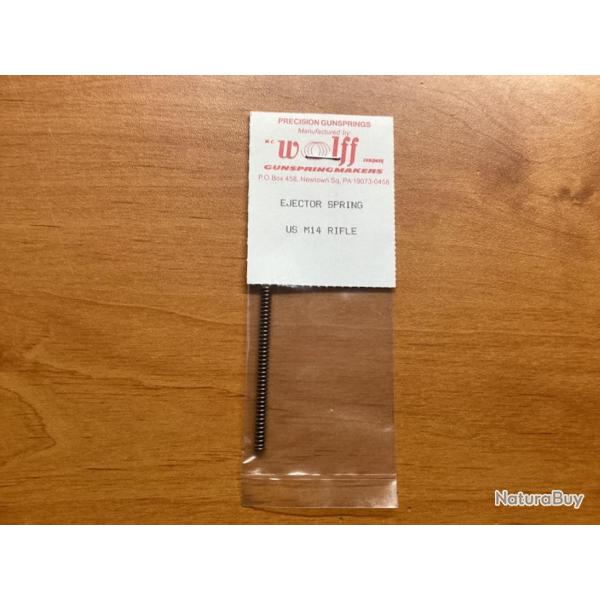 PRECISION GUNSPRINGS
Manufactured by:
W.C.
wolff
company
GUNSPRINGMAKERS
P.O. Box 458, Newtown Sq, PA 19073-0458
EJECTOR SPRING
US M14 RIFLE
NaturaBuy